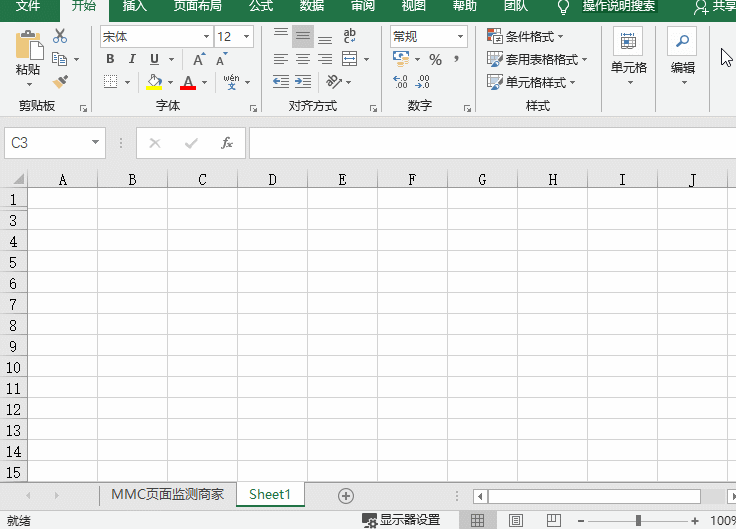 文件 开始 插入 页面布局 公式 数据 审阅 视图 帮助 团队 操作说明搜索 共享
宋体 12 ab c 常规 条件格式
粘贴 B I U A A % , 套用表格格式 单元格 编辑
wén 文 A .00 .00 单元格样式
剪贴板 字体 对齐方式 数字 样式
C3 fx
A B C D E F G H I J
1
3
4
5
6
7
8
9
10
11
12
13
14
15
MMC页面监测商家 Sheet1
就绪 显示器设置 100%